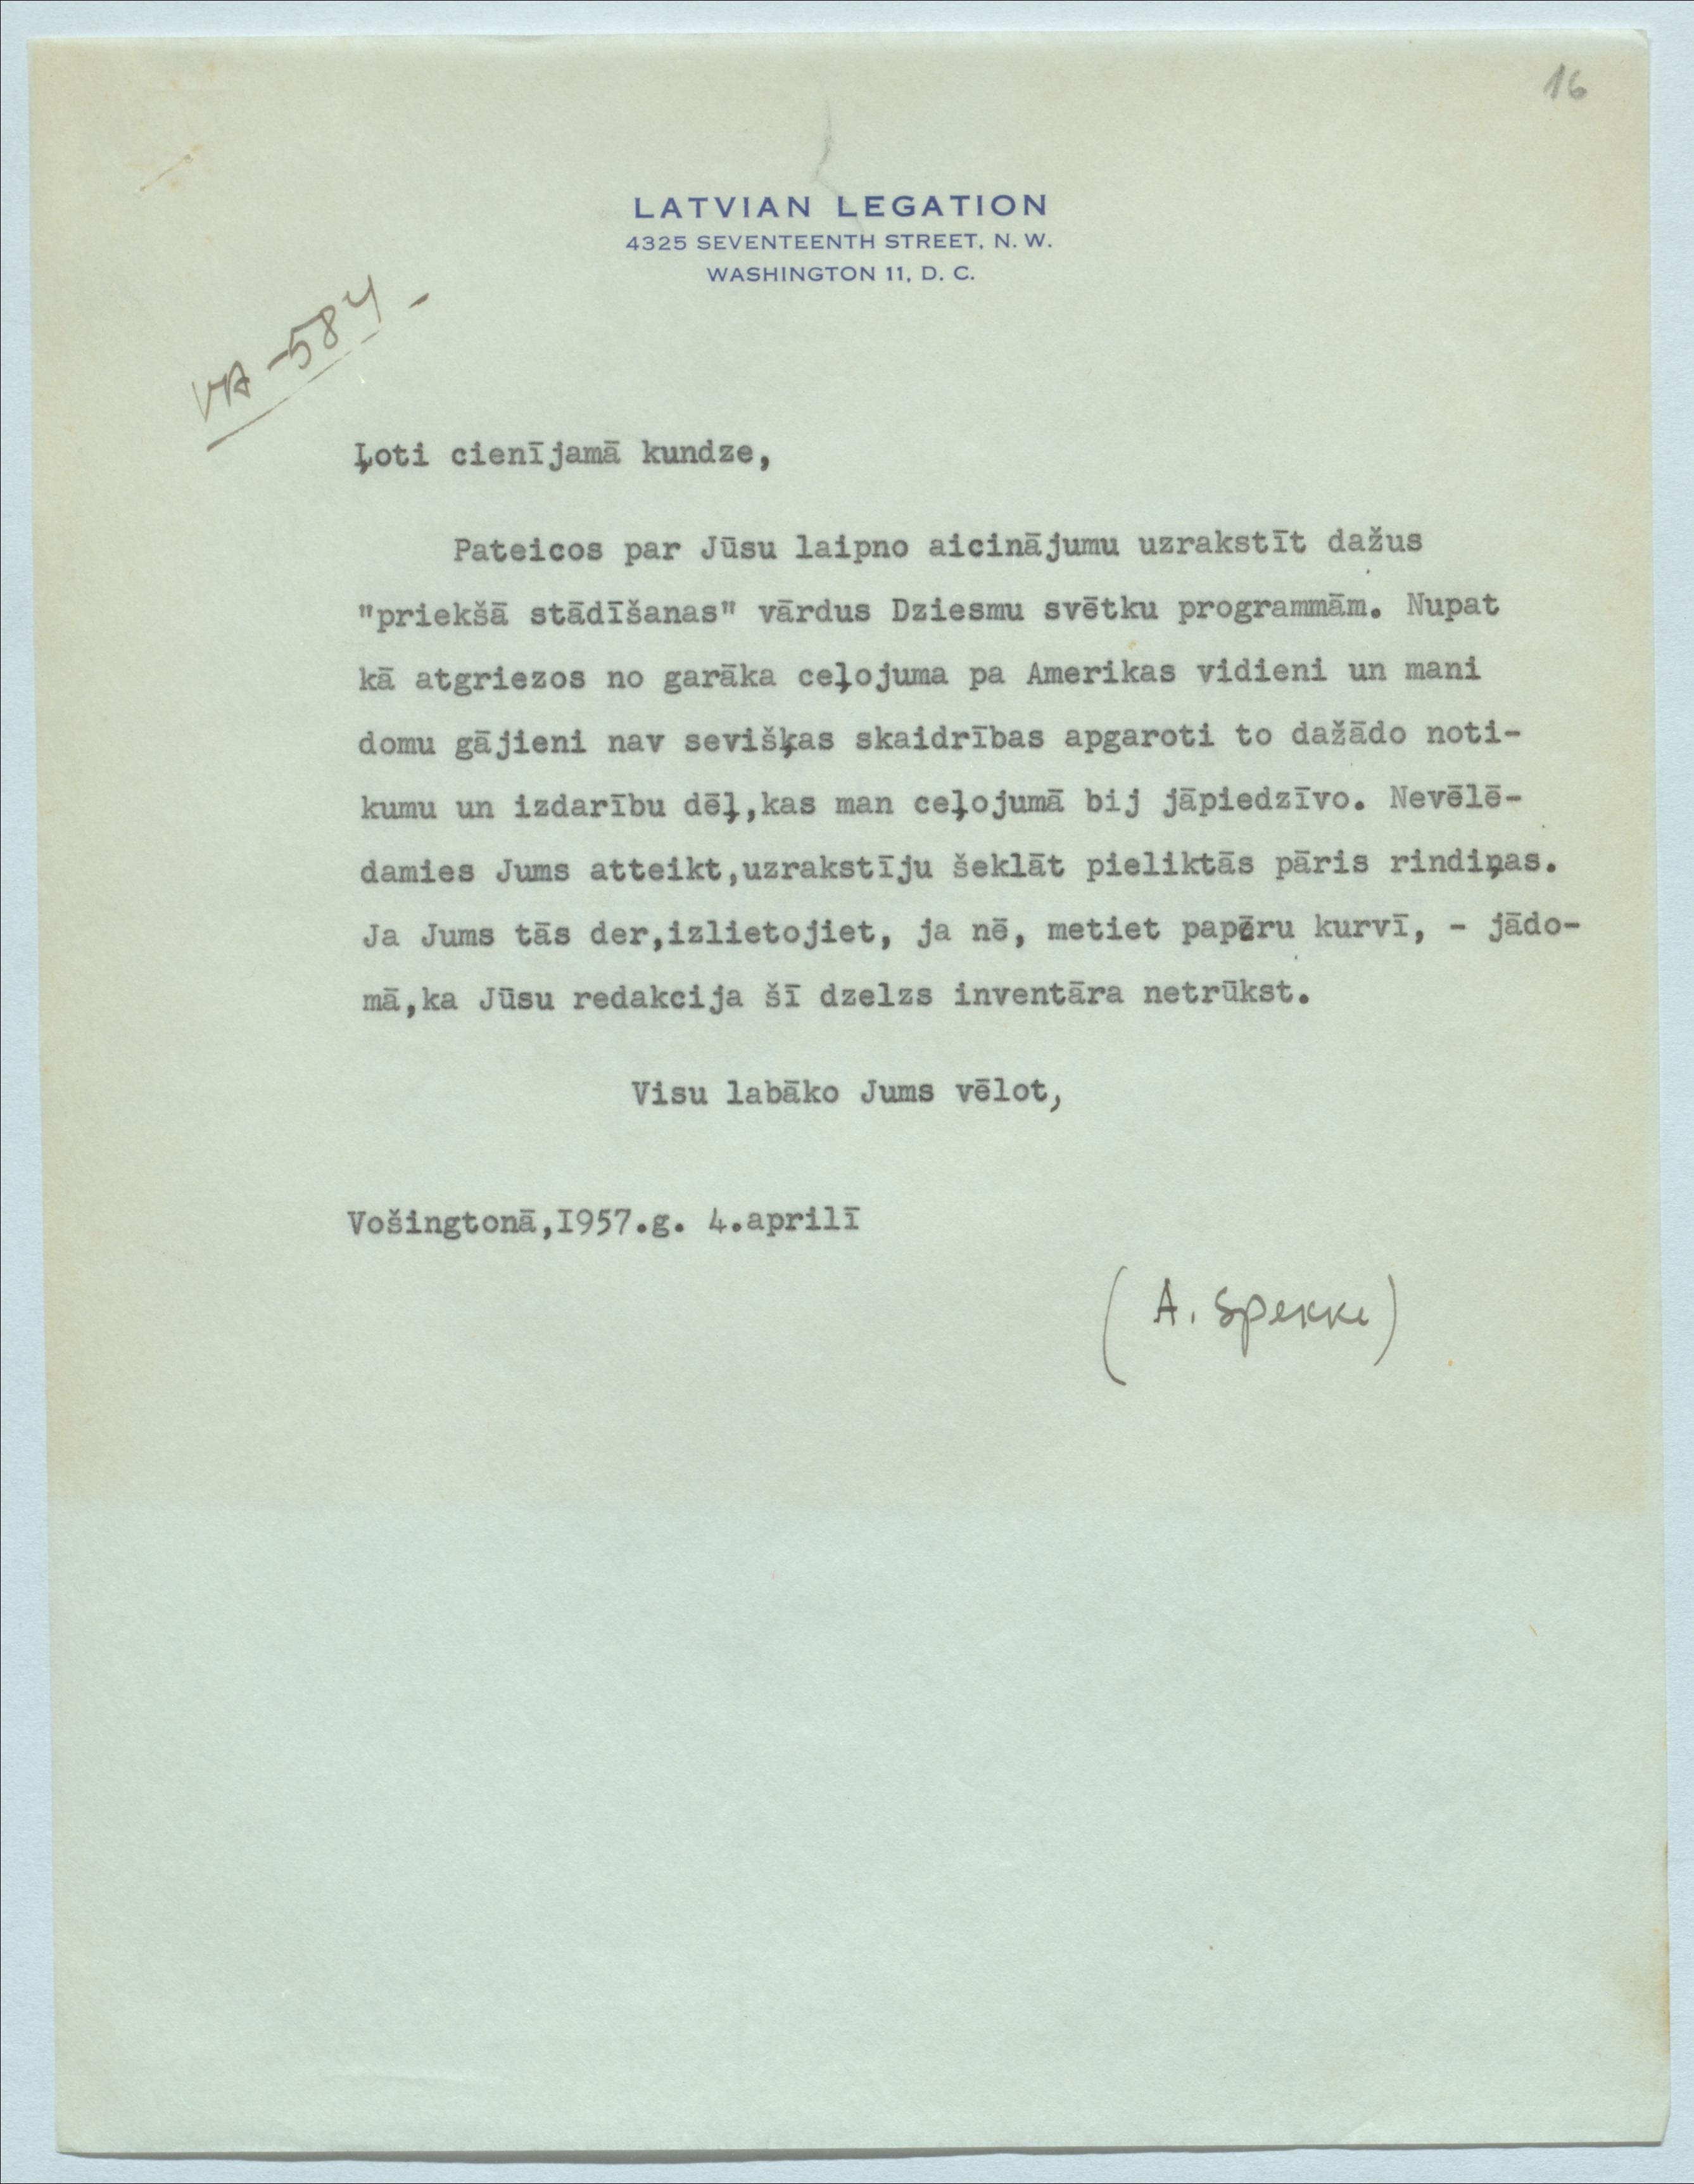 16
LATVIAN LEGATION
4325 SEVENTEENTH STREET, N. W.
WASHINGTON 11, D. C.
VA-584-
Ļoti cienījamā kundze,
Pateicos par Jūsu laipno aicinājumu uzrakstīt dažus
"priekšā stādīšanas" vārdus Dziesmu svētku programmām. Nupat
kā atgriezos no garāka ceļojuma pa Amerikas vidieni un mani
domu gājieni nav sevišķas skaidrības apgaroti to dažādo noti-
kumu un izdarību dēļ,kas man ceļojumā bij jāpiedzīvo. Nevēlē-
damies Jums atteikt,uzrakstīju šeklāt pieliktās pāris rindiņas.
Ja Jums tās der,izlietojiet, ja nē, metiet papēru kurvī, - jādo-
mā,ka Jūsu redakcija šī dzelzs inventāra netrūkst.
Visu labāko Jums vēlot,
Vošingtonā,I957.g. 4.aprilī
(A. Spekke)